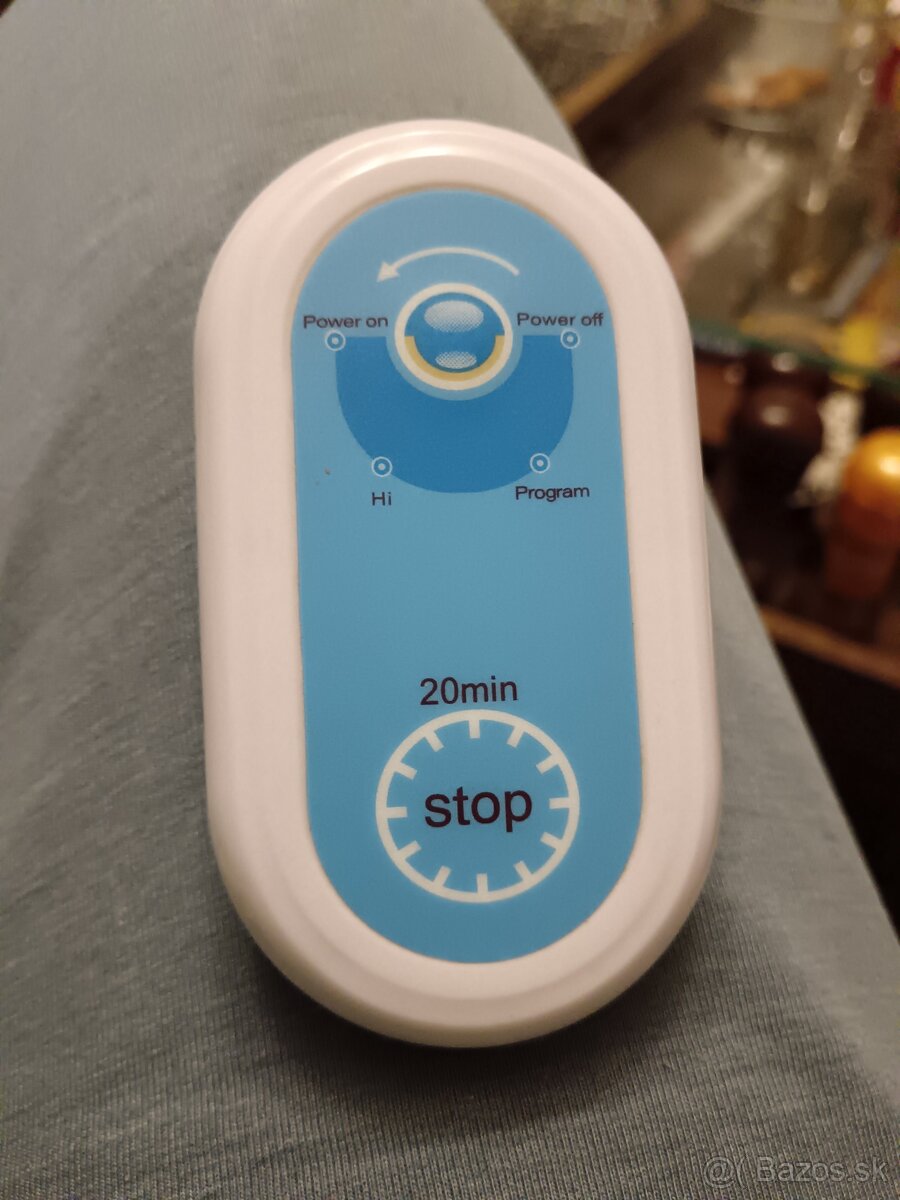 Power on
Power off
Hi
Program
20min
stop
@( Bazos.sk